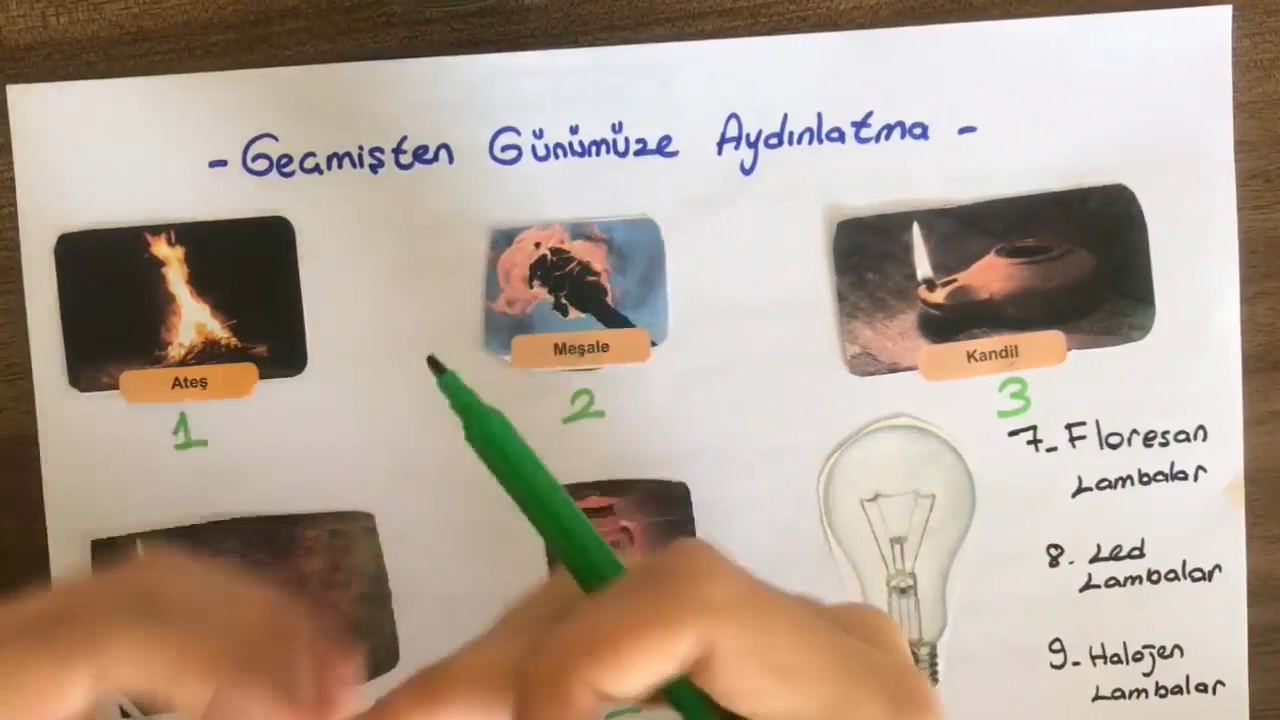 - Geçmişten Günümüze Aydınlatma -
Ateş
1
Meşale
2
Kandil
3
7- Floresan
Lambalar
8. Led
Lambalar
9- Halojen
Lambalar